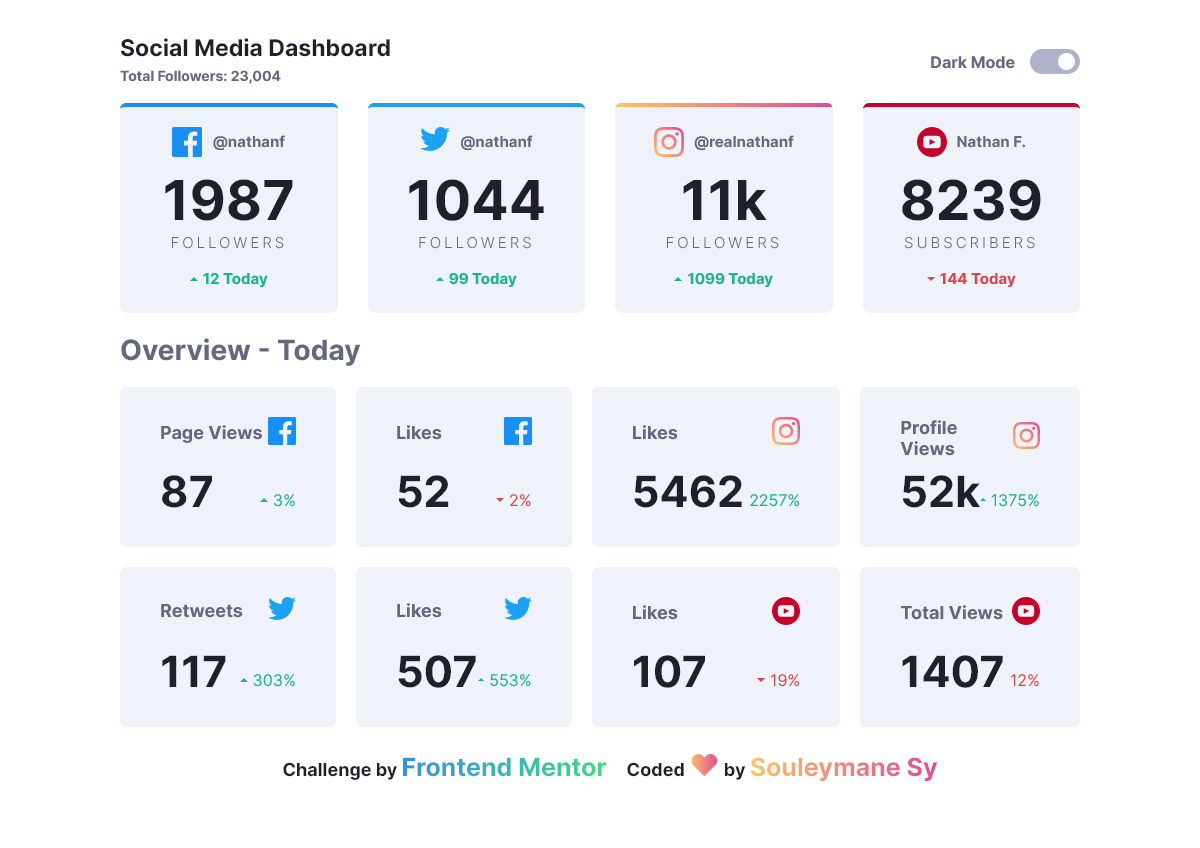 Social Media Dashboard
Total Followers: 23,004
Dark Mode
@nathanf
1987
FOLLOWERS
12 Today
@nathanf
1044
FOLLOWERS
99 Today
@realnathanf
11k
FOLLOWERS
1099 Today
Nathan F.
8239
SUBSCRIBERS
144 Today
Overview - Today
Page Views
87
3%
Likes
52
2%
Likes
5462
2257%
Profile
Views
52k
1375%
Retweets
117
303%
Likes
507
553%
Likes
107
19%
Total Views
1407
12%
Challenge by Frontend Mentor Coded by Souleymane Sy